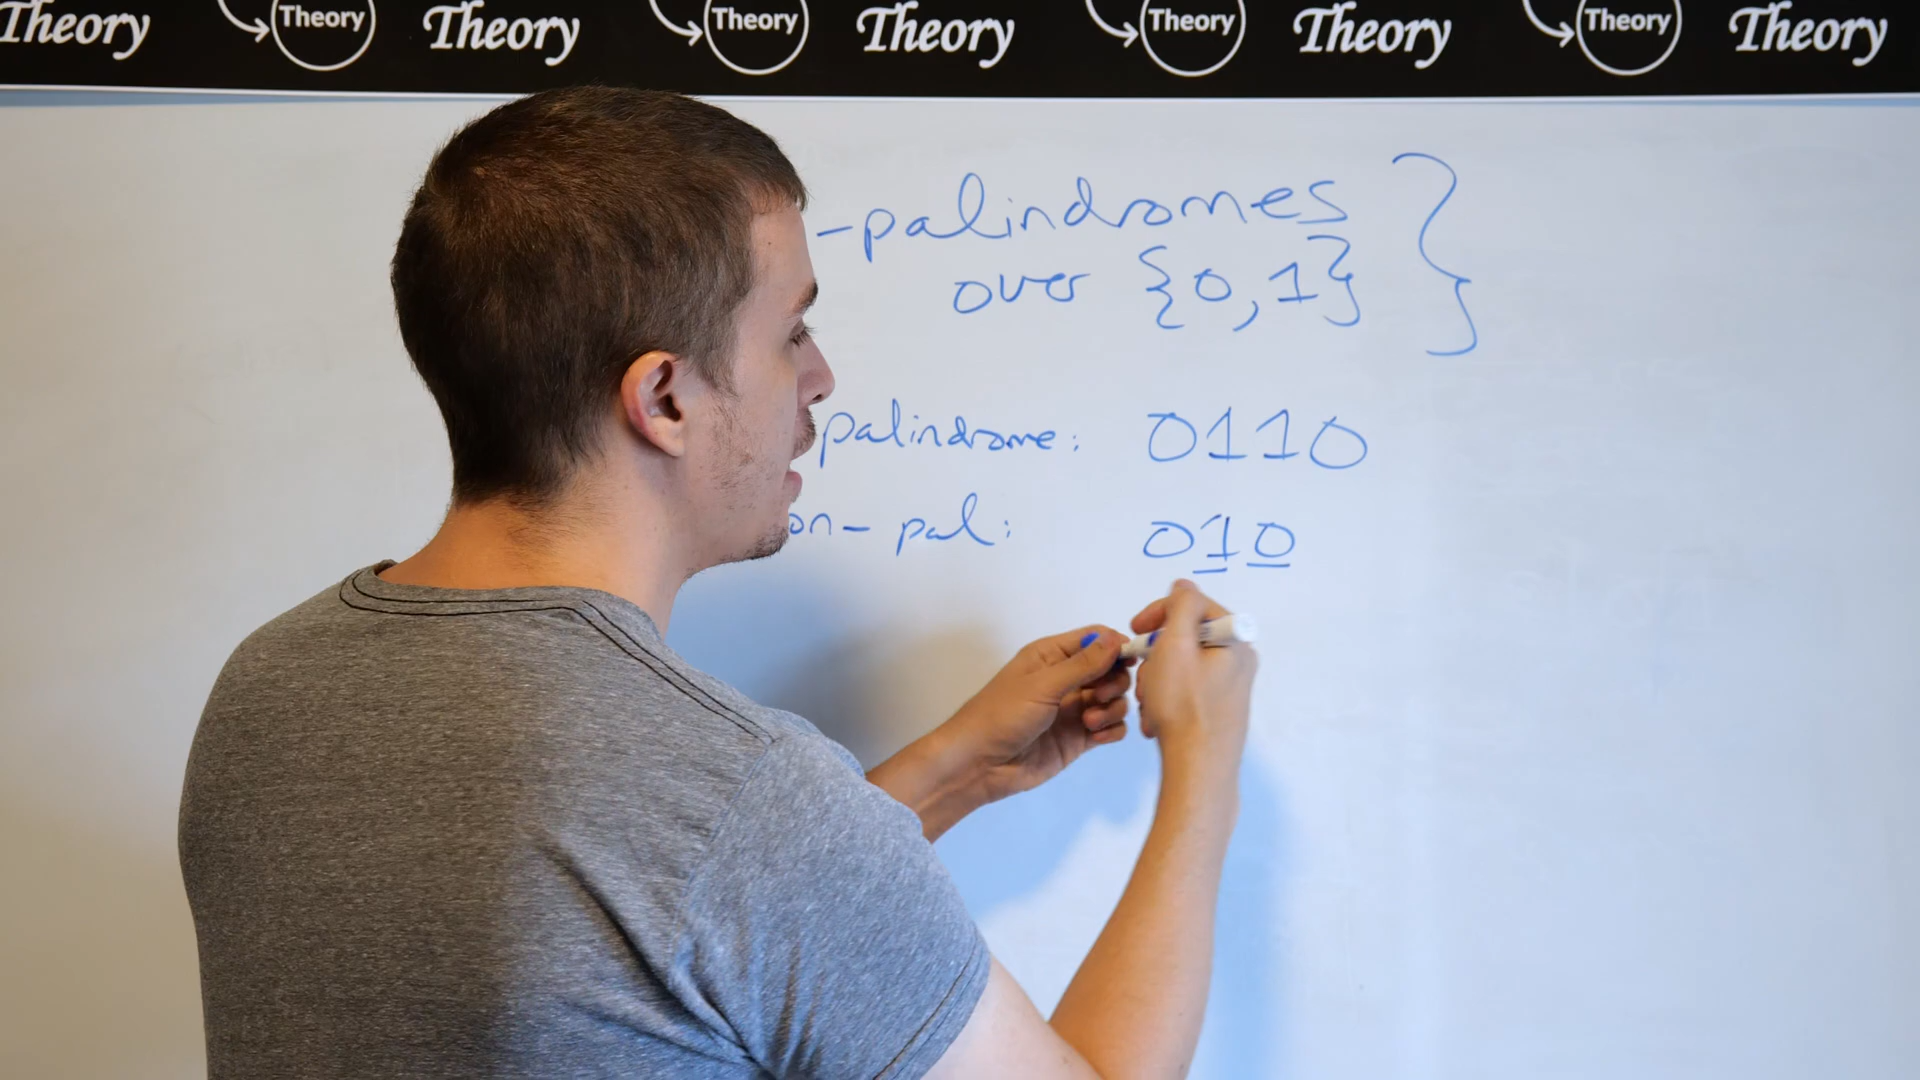 Theory Theory Theory Theory Theory Theory Theory Theory Theory
-palindromes
over {0,1}
palindrome: 0110
on-pal: 010